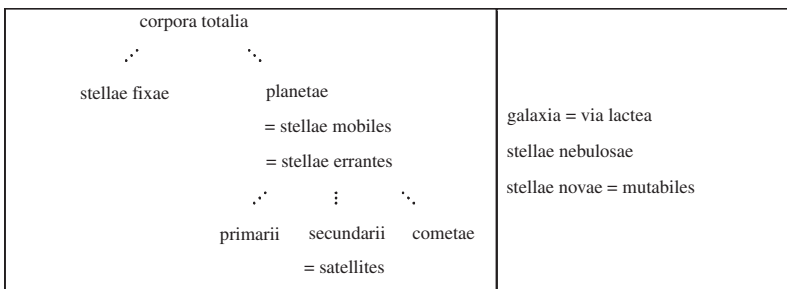 corpora totalia
stellae fixae planetae
= stellae mobiles
= stellae errantes
primarii secundarii cometae
= satellites
galaxia = via lactea
stellae nebulosae
stellae novae = mutabiles